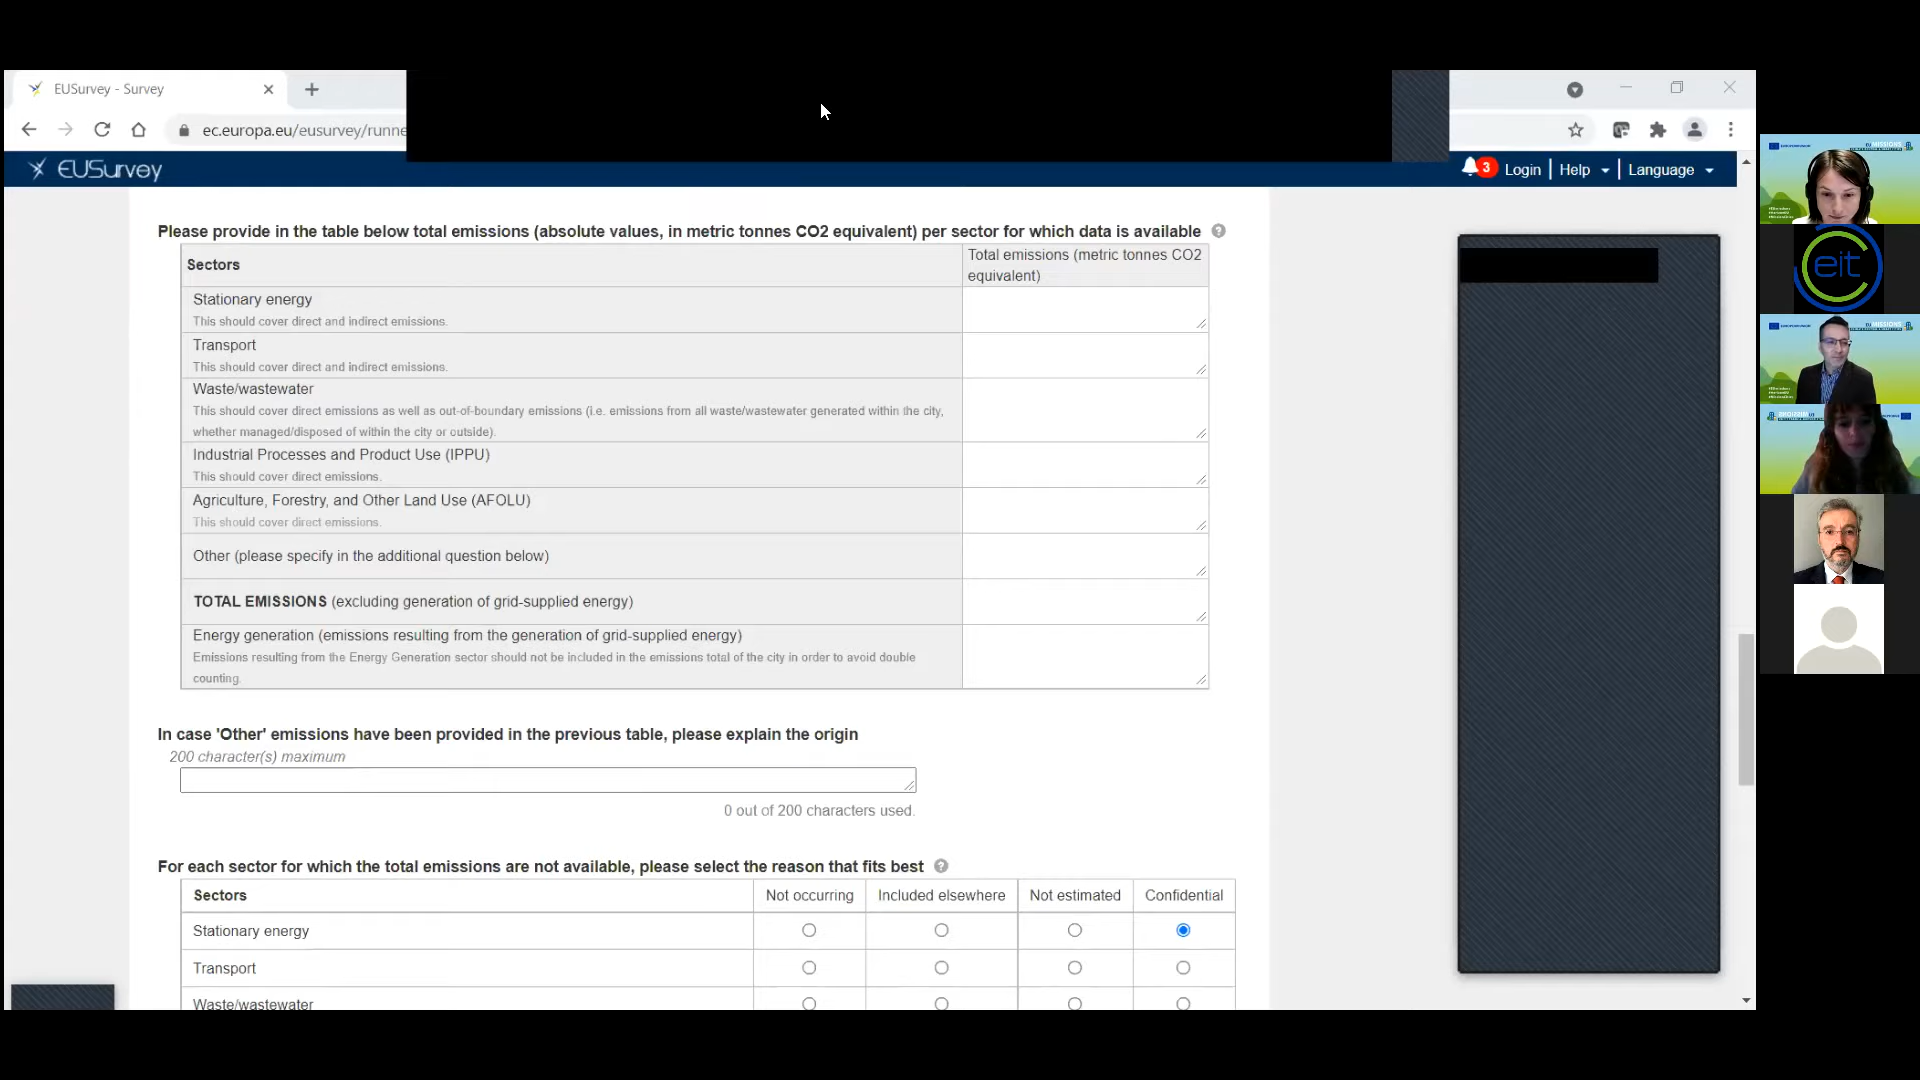 EUSurvey - Survey
ec.europa.eu/eusurvey/runne
EUSurvey
3
Login
Help
Language
Please provide in the table below total emissions (absolute values, in metric tonnes CO2 equivalent) per sector for which data is available
Sectors
Total emissions (metric tonnes CO2
equivalent)
Stationary energy
This should cover direct and indirect emissions.
Transport
This should cover direct and indirect emissions.
Waste/wastewater
This should cover direct emissions as well as out-of-boundary emissions (i.e. emissions from all waste/wastewater generated within the city,
whether managed/disposed of within the city or outside).
Industrial Processes and Product Use (IPPU)
This should cover direct emissions.
Agriculture, Forestry, and Other Land Use (AFOLU)
This should cover direct emissions.
Other (please specify in the additional question below)
TOTAL EMISSIONS (excluding generation of grid-supplied energy)
Energy generation (emissions resulting from the generation of grid-supplied energy)
Emissions resulting from the Energy Generation sector should not be included in the emissions total of the city in order to avoid double
counting.
In case 'Other' emissions have been provided in the previous table, please explain the origin
200 character(s) maximum
0 out of 200 characters used.
For each sector for which the total emissions are not available, please select the reason that fits best
Sectors Not occurring Included elsewhere Not estimated Confidential
Stationary energy
Transport
Waste/wastewater
eit